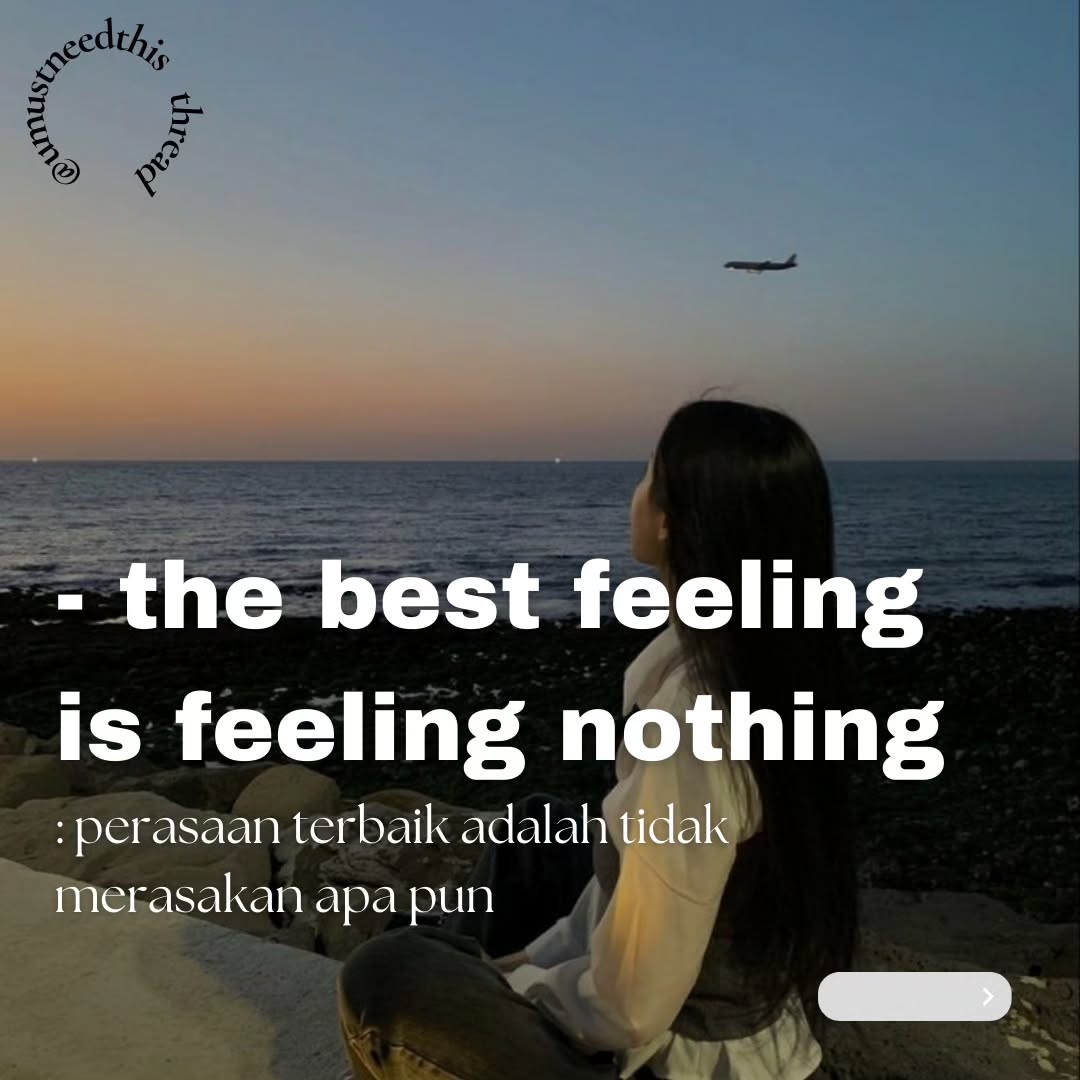 @umustneedthis thread
- the best feeling
is feeling nothing
: perasaan terbaik adalah tidak
merasakan apa pun